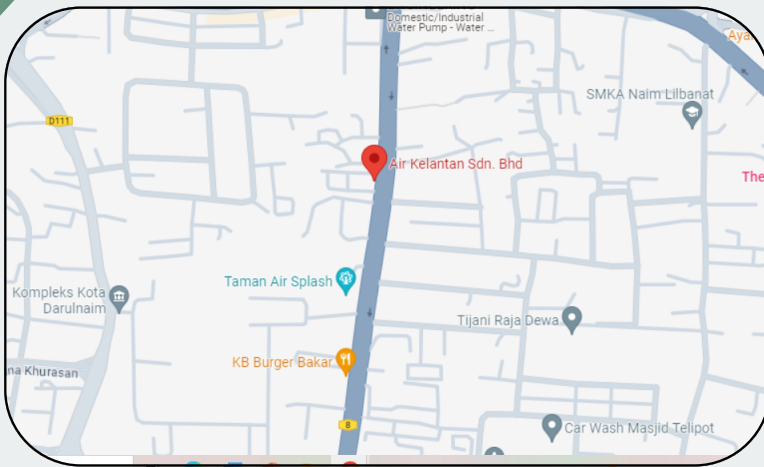 Domestic/Industrial
Water Pump - Water ...
SMKA Naim Lilbanat
D111
Air Kelantan Sdn. Bhd
The
Taman Air Splash
Kompleks Kota
Darulnaim
Tijani Raja Dewa
KB Burger Bakar
na Khurasan
8
Car Wash Masjid Telipot